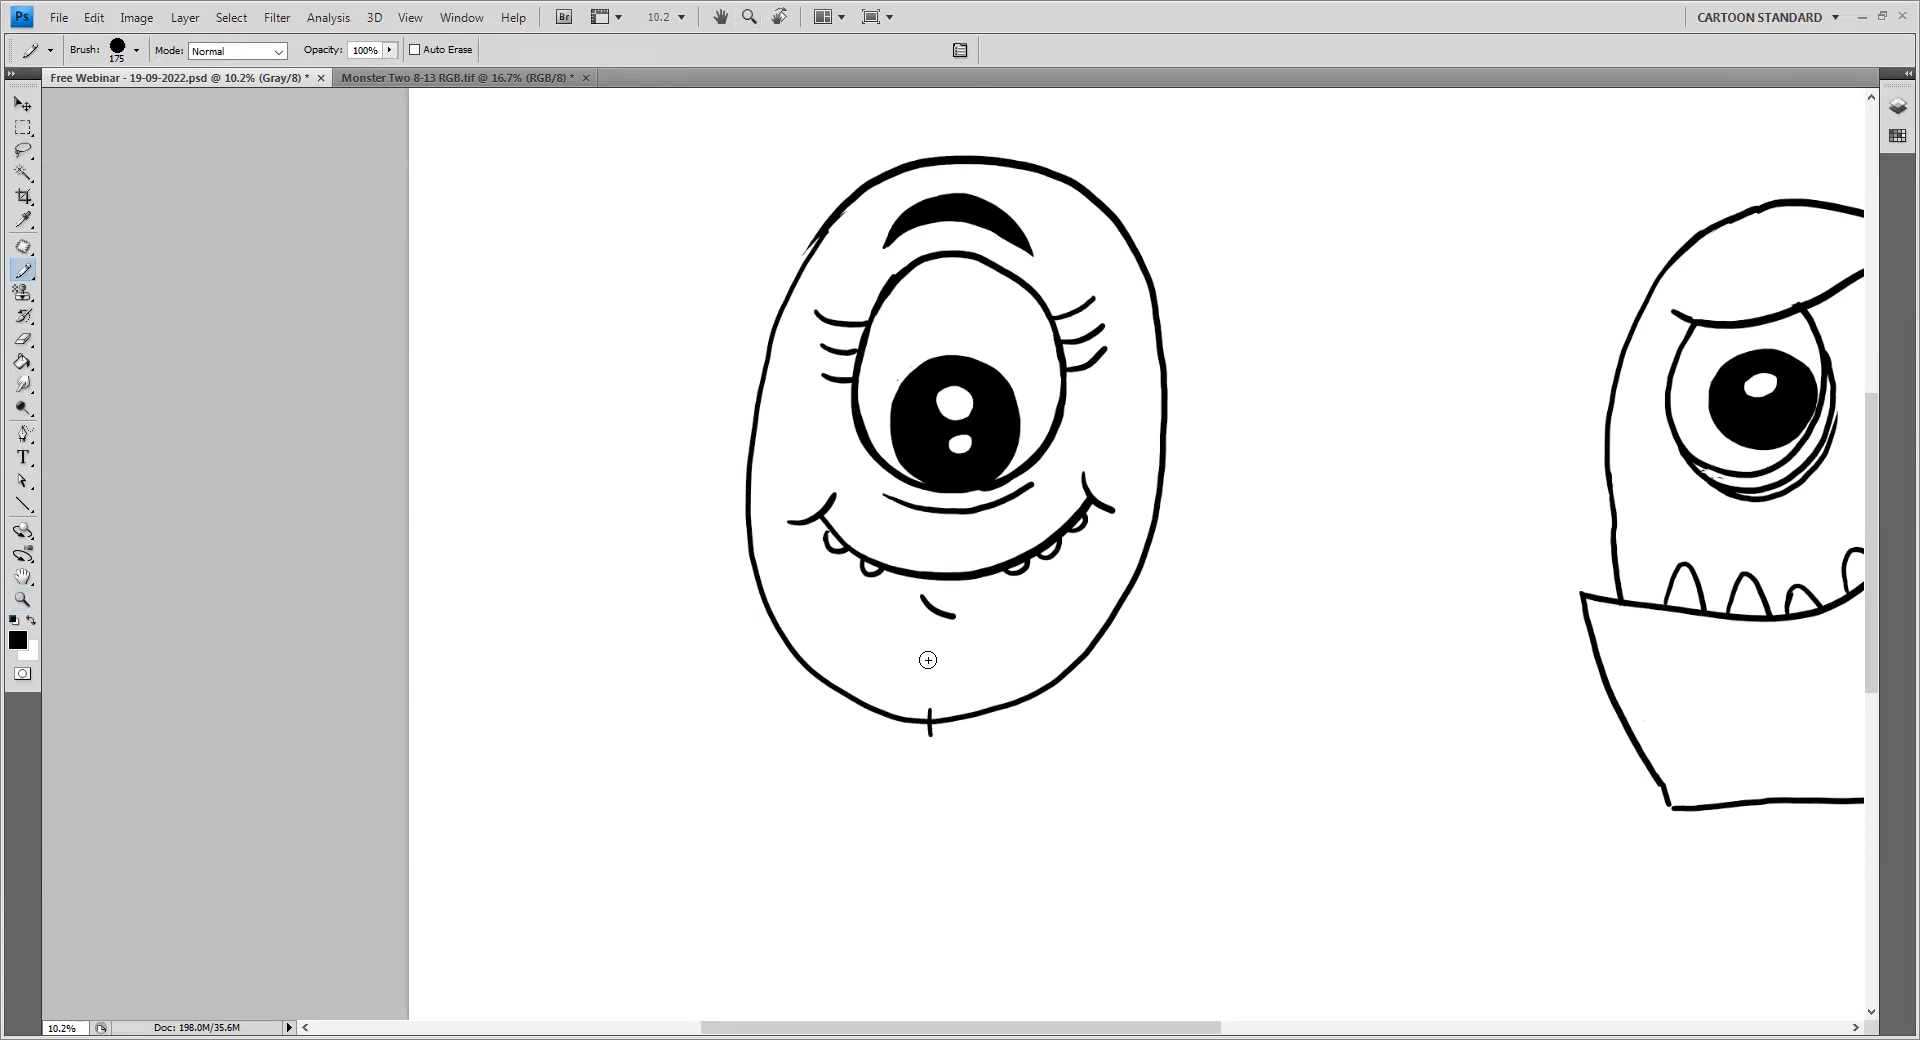 Ps File Edit Image Layer Select Filter Analysis 3D View Window Help Br 10.2 CARTOON STANDARD
Brush: 175 Mode: Normal Opacity: 100% Auto Erase
Free Webinar - 19-09-2022.psd @ 10.2% (Gray/8) * Monster Two 8-13 RGB.tif @ 16.7% (RGB/8) *
T
10.2% Doc: 198.0M/35.6M